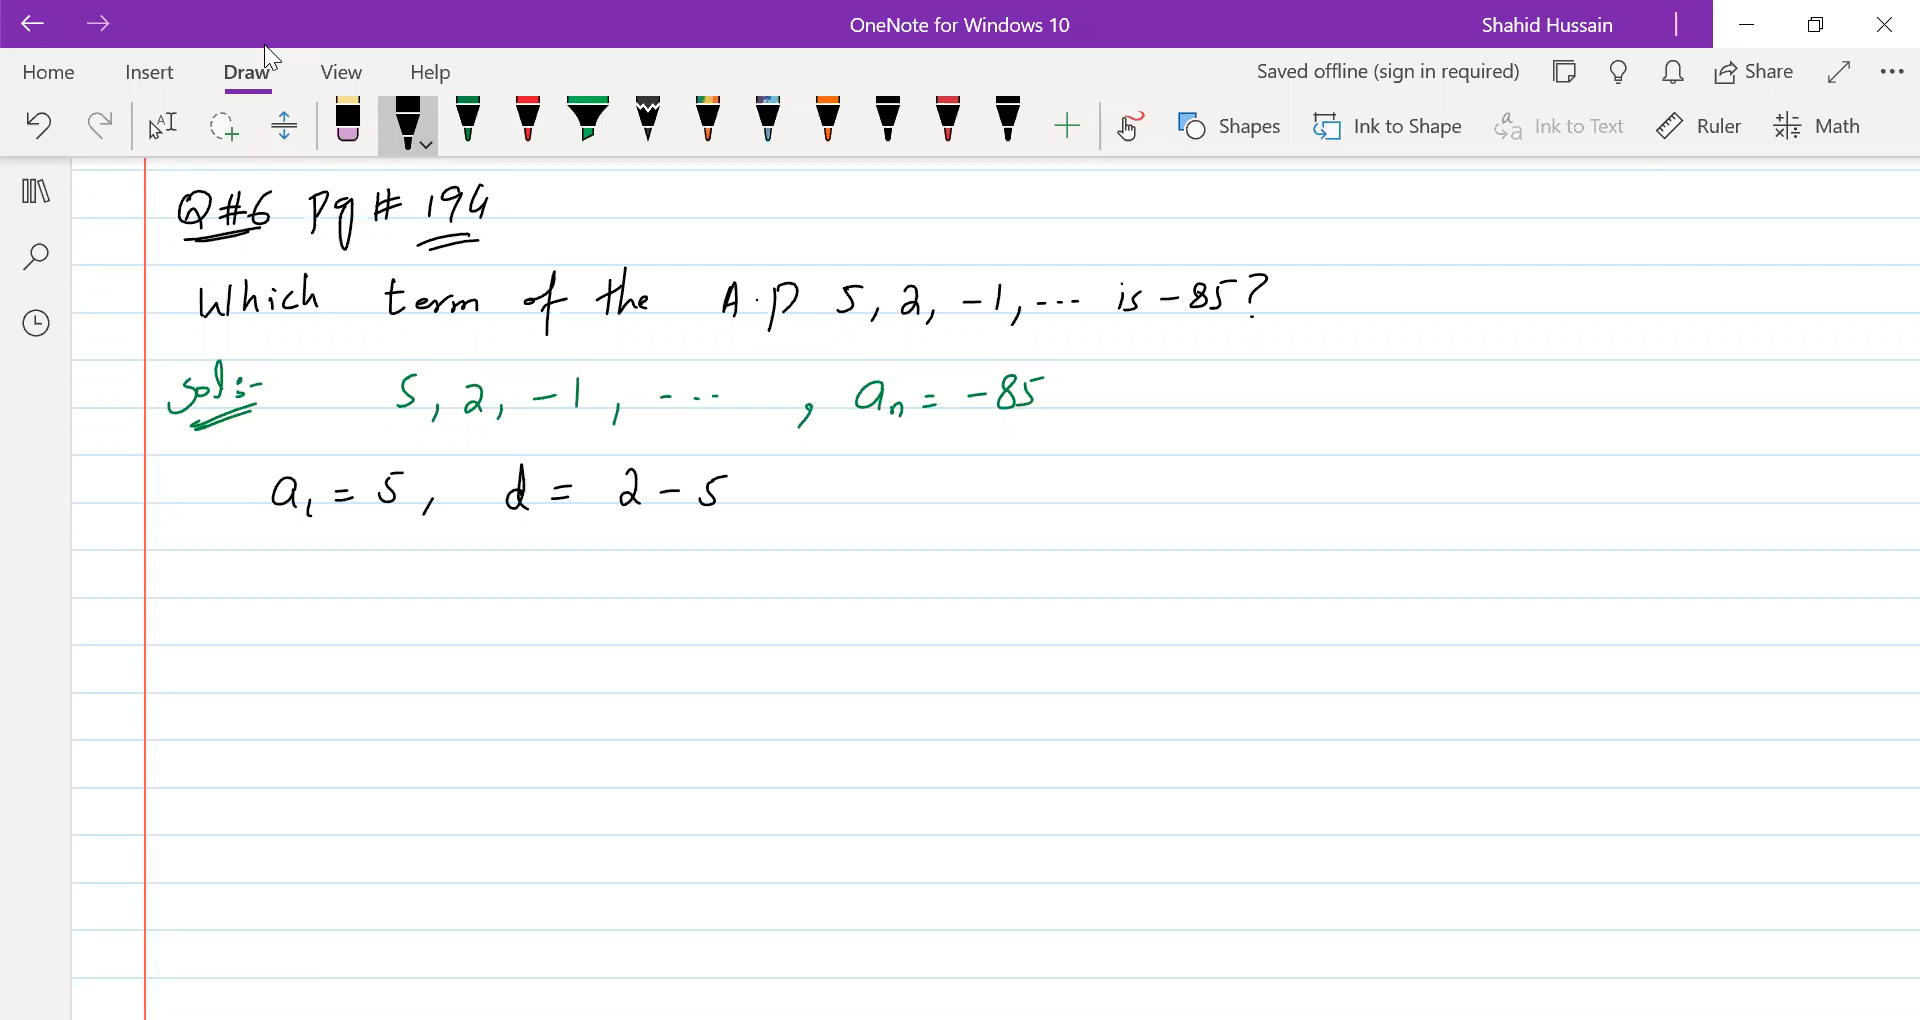 OneNote for Windows 10
Shahid Hussain
Home Insert Draw View Help
Saved offline (sign in required) Share
Shapes Ink to Shape Ink to Text Ruler Math
Q#6 Pg # 194
Which term of the A.P 5, 2, -1, ... is -85?
Sol:- 5, 2, -1, ... , aₙ = -85
a₁ = 5, d = 2 - 5